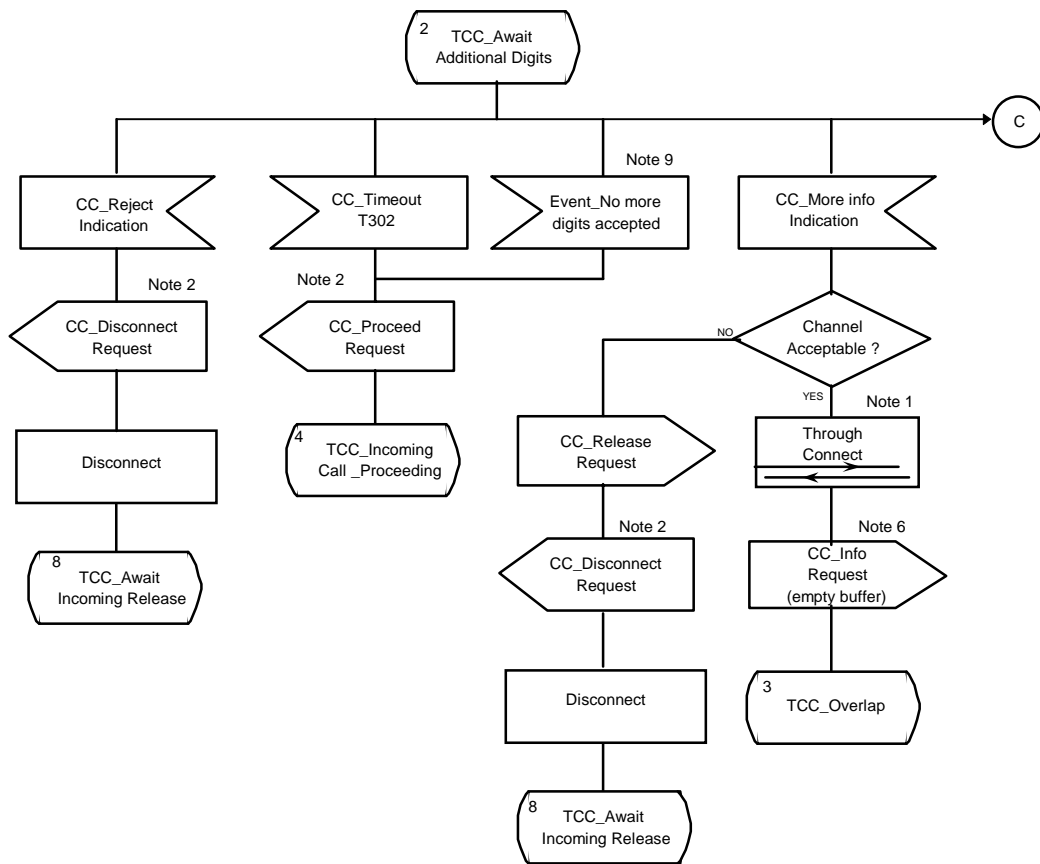 2
TCC_Await
Additional Digits
C
Note 9
CC_Reject
Indication
CC_Timeout
T302
Event_No more
digits accepted
CC_More info
Indication
Note 2
Note 2
CC_Disconnect
Request
CC_Proceed
Request
NO
Channel
Acceptable ?
YES
Note 1
Disconnect
4
TCC_Incoming
Call _Proceeding
CC_Release
Request
Through
Connect
Note 2
Note 6
8
TCC_Await
Incoming Release
CC_Disconnect
Request
CC_Info
Request
(empty buffer)
Disconnect
3
TCC_Overlap
8
TCC_Await
Incoming Release